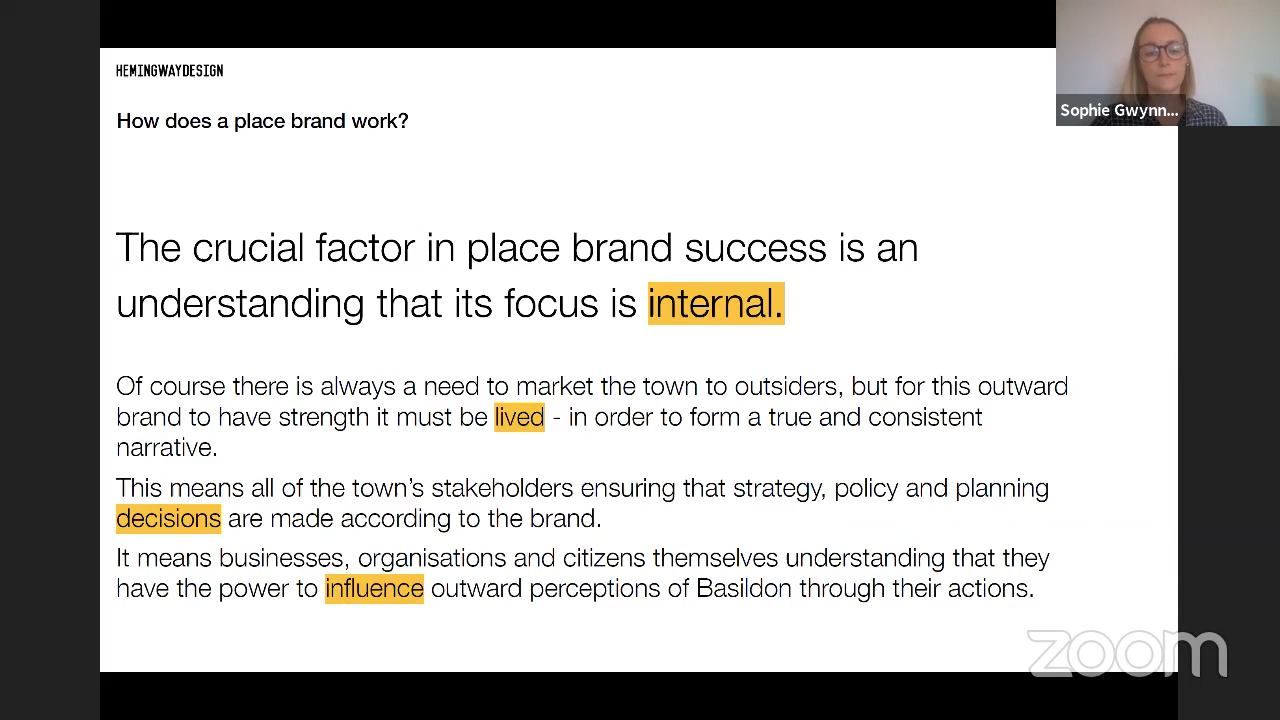 HEMINGWAYDESIGN
Sophie Gwynn...
How does a place brand work?
The crucial factor in place brand success is an
understanding that its focus is internal.
Of course there is always a need to market the town to outsiders, but for this outward
brand to have strength it must be lived - in order to form a true and consistent
narrative.
This means all of the town’s stakeholders ensuring that strategy, policy and planning
decisions are made according to the brand.
It means businesses, organisations and citizens themselves understanding that they
have the power to influence outward perceptions of Basildon through their actions.
zoom